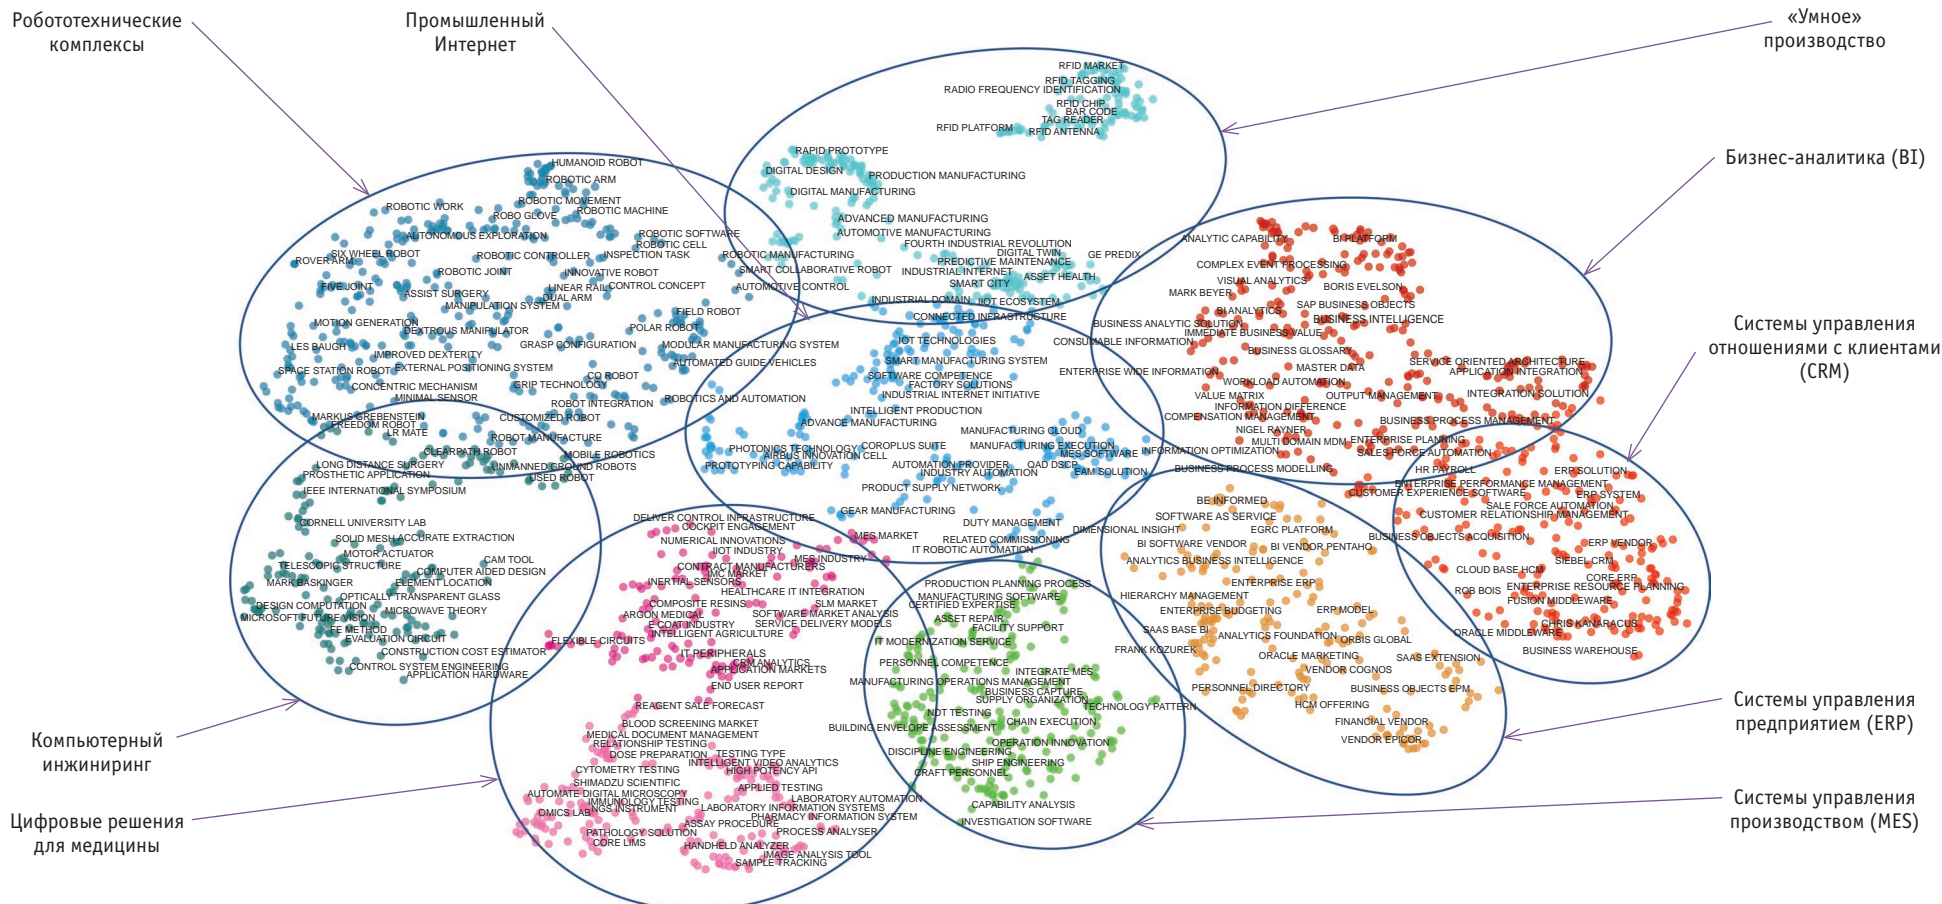 Робототехнические
комплексы
Промышленный
Интернет
«Умное»
производство
Бизнес-аналитика (BI)
Системы управления
отношениями с клиентами
(CRM)
Системы управления
предприятием (ERP)
Системы управления
производством (MES)
Компьютерный
инжиниринг
Цифровые решения
для медицины
RFID MARKET
RFID TAGGING
RADIO FREQUENCY IDENTIFICATION
RFID CHIP
BAR CODE
TAG READER
RFID PLATFORM
RFID ANTENNA
RAPID PROTOTYPE
DIGITAL DESIGN
PRODUCTION MANUFACTURING
DIGITAL MANUFACTURING
ADVANCED MANUFACTURING
AUTOMOTIVE MANUFACTURING
FOURTH INDUSTRIAL REVOLUTION
DIGITAL TWIN
GE PREDIX
ROBOTIC MANUFACTURING
PREDICTIVE MAINTENANCE
SMART COLLABORATIVE ROBOT
INDUSTRIAL INTERNET
ASSET HEALTH
SMART CITY
AUTOMOTIVE CONTROL
INDUSTRIAL DOMAIN
IIOT ECOSYSTEM
HUMANOID ROBOT
ROBOTIC ARM
ROBOTIC MOVEMENT
ROBOTIC WORK
ROBO GLOVE
ROBOTIC MACHINE
AUTONOMOUS EXPLORATION
ROBOTIC SOFTWARE
ROBOTIC CELL
SIX WHEEL ROBOT
ROVER ARM
ROBOTIC CONTROLLER
INSPECTION TASK
ROBOTIC JOINT
INNOVATIVE ROBOT
FIVE JOINT
LINEAR RAIL
CONTROL CONCEPT
ASSIST SURGERY
DUAL ARM
MANIPULATION SYSTEM
FIELD ROBOT
MOTION GENERATION
DEXTROUS MANIPULATOR
POLAR ROBOT
LES BAUGH
GRASP CONFIGURATION
MODULAR MANUFACTURING SYSTEM
IMPROVED DEXTERITY
SPACE STATION ROBOT
EXTERNAL POSITIONING SYSTEM
AUTOMATED GUIDE VEHICLES
CO ROBOT
CONCENTRIC MECHANISM
GRIP TECHNOLOGY
MINIMAL SENSOR
ROBOT INTEGRATION
ROBOTICS AND AUTOMATION
MARKUS GREBENSTEIN
CUSTOMIZED ROBOT
FREEDOM ROBOT
LR MATE
ROBOT MANUFACTURE
CLEARPATH ROBOT
MOBILE ROBOTICS
LONG DISTANCE SURGERY
UNMANNED GROUND ROBOTS
PROSTHETIC APPLICATION
USED ROBOT
IEEE INTERNATIONAL SYMPOSIUM
CORNELL UNIVERSITY LAB
SOLID MESH
ACCURATE EXTRACTION
MOTOR ACTUATOR
CAM TOOL
TELESCOPIC STRUCTURE
COMPUTER AIDED DESIGN
MARK BASKINGER
ELEMENT LOCATION
OPTICALLY TRANSPARENT GLASS
DESIGN COMPUTATION
MICROWAVE THEORY
MICROSOFT FUTURE VISION
FE METHOD
EVALUATION CIRCUIT
CONSTRUCTION COST ESTIMATOR
CONTROL SYSTEM ENGINEERING
APPLICATION HARDWARE
CONNECTED INFRASTRUCTURE
IOT TECHNOLOGIES
SMART MANUFACTURING SYSTEM
SOFTWARE COMPETENCE
FACTORY SOLUTIONS
INDUSTRIAL INTERNET INITIATIVE
INTELLIGENT PRODUCTION
ADVANCE MANUFACTURING
MANUFACTURING CLOUD
PHOTONICS TECHNOLOGY
COROPLUS SUITE
MANUFACTURING EXECUTION
AIRBUS INNOVATION CELL
MES SOFTWARE
PROTOTYPING CAPABILITY
AUTOMATION PROVIDER
QAD DSCP
INDUSTRY AUTOMATION
EAM SOLUTION
PRODUCT SUPPLY NETWORK
GEAR MANUFACTURING
DUTY MANAGEMENT
RELATED COMMISSIONING
IT ROBOTIC AUTOMATION
ANALYTIC CAPABILITY
BI PLATFORM
COMPLEX EVENT PROCESSING
VISUAL ANALYTICS
BORIS EVELSON
MARK BEYER
SAP BUSINESS OBJECTS
BI ANALYTICS
BUSINESS INTELLIGENCE
BUSINESS ANALYTIC SOLUTION
IMMEDIATE BUSINESS VALUE
CONSUMABLE INFORMATION
BUSINESS GLOSSARY
SERVICE ORIENTED ARCHITECTURE
MASTER DATA
APPLICATION INTEGRATION
ENTERPRISE WIDE INFORMATION
WORKLOAD AUTOMATION
VALUE MATRIX
OUTPUT MANAGEMENT
INTEGRATION SOLUTION
INFORMATION DIFFERENCE
COMPENSATION MANAGEMENT
BUSINESS PROCESS MANAGEMENT
NIGEL RAYNER
MULTI DOMAIN MDM
ENTERPRISE PLANNING
INFORMATION OPTIMIZATION
SALES FORCE AUTOMATION
BUSINESS PROCESS MODELLING
HR PAYROLL
ERP SOLUTION
ENTERPRISE PERFORMANCE MANAGEMENT
CUSTOMER EXPERIENCE SOFTWARE
ERP SYSTEM
SALE FORCE AUTOMATION
CUSTOMER RELATIONSHIP MANAGEMENT
BUSINESS OBJECTS ACQUISITION
ERP VENDOR
SIEBEL CRM
CLOUD BASE HCM
CORE ERP
ROB BOIS
ENTERPRISE RESOURCE PLANNING
FUSION MIDDLEWARE
CHRIS KANARACUS
ORACLE MIDDLEWARE
BUSINESS WAREHOUSE
BE INFORMED
SOFTWARE AS SERVICE
DIMENSIONAL INSIGHT
EGRC PLATFORM
BI SOFTWARE VENDOR
BI VENDOR PENTAHO
ANALYTICS BUSINESS INTELLIGENCE
ENTERPRISE ERP
HIERARCHY MANAGEMENT
ENTERPRISE BUDGETING
ERP MODEL
SAAS BASE BI
ANALYTICS FOUNDATION
ORBIS GLOBAL
FRANK KOZUREK
ORACLE MARKETING
SAAS EXTENSION
VENDOR COGNOS
PERSONNEL DIRECTORY
BUSINESS OBJECTS EPM
HCM OFFERING
FINANCIAL VENDOR
VENDOR EPICOR
DELIVER CONTROL INFRASTRUCTURE
COCKPIT ENGAGEMENT
NUMERICAL INNOVATIONS
MES MARKET
IIOT INDUSTRY
MES INDUSTRY
CONTRACT MANUFACTURERS
IMC MARKET
INERTIAL SENSORS
HEALTHCARE IT INTEGRATION
COMPOSITE RESINS
SLM MARKET
ARGON MEDICAL
SOFTWARE MARKET ANALYSIS
E COAT INDUSTRY
SERVICE DELIVERY MODELS
INTELLIGENT AGRICULTURE
FLEXIBLE CIRCUITS
IT PERIPHERALS
CRM ANALYTICS
APPLICATION MARKETS
END USER REPORT
REAGENT SALE FORECAST
BLOOD SCREENING MARKET
MEDICAL DOCUMENT MANAGEMENT
RELATIONSHIP TESTING
DOSE PREPARATION
TESTING TYPE
INTELLIGENT VIDEO ANALYTICS
CYTOMETRY TESTING
HIGH POTENCY API
SHIMADZU SCIENTIFIC
APPLIED TESTING
AUTOMATE DIGITAL MICROSCOPY
IMMUNOLOGY TESTING
LABORATORY AUTOMATION
NGS INSTRUMENT
LABORATORY INFORMATION SYSTEMS
OMICS LAB
PHARMACY INFORMATION SYSTEM
ASSAY PROCEDURE
PATHOLOGY SOLUTION
PROCESS ANALYSER
CORE LIMS
HANDHELD ANALYZER
IMAGE ANALYSIS TOOL
SAMPLE TRACKING
PRODUCTION PLANNING PROCESS
MANUFACTURING SOFTWARE
CERTIFIED EXPERTISE
ASSET REPAIR
FACILITY SUPPORT
IT MODERNIZATION SERVICE
PERSONNEL COMPETENCE
INTEGRATE MES
MANUFACTURING OPERATIONS MANAGEMENT
BUSINESS CAPTURE
SUPPLY ORGANIZATION
TECHNOLOGY PATTERN
NDT TESTING
CHAIN EXECUTION
BUILDING ENVELOPE ASSESSMENT
OPERATION INNOVATION
DISCIPLINE ENGINEERING
SHIP ENGINEERING
CRAFT PERSONNEL
CAPABILITY ANALYSIS
INVESTIGATION SOFTWARE